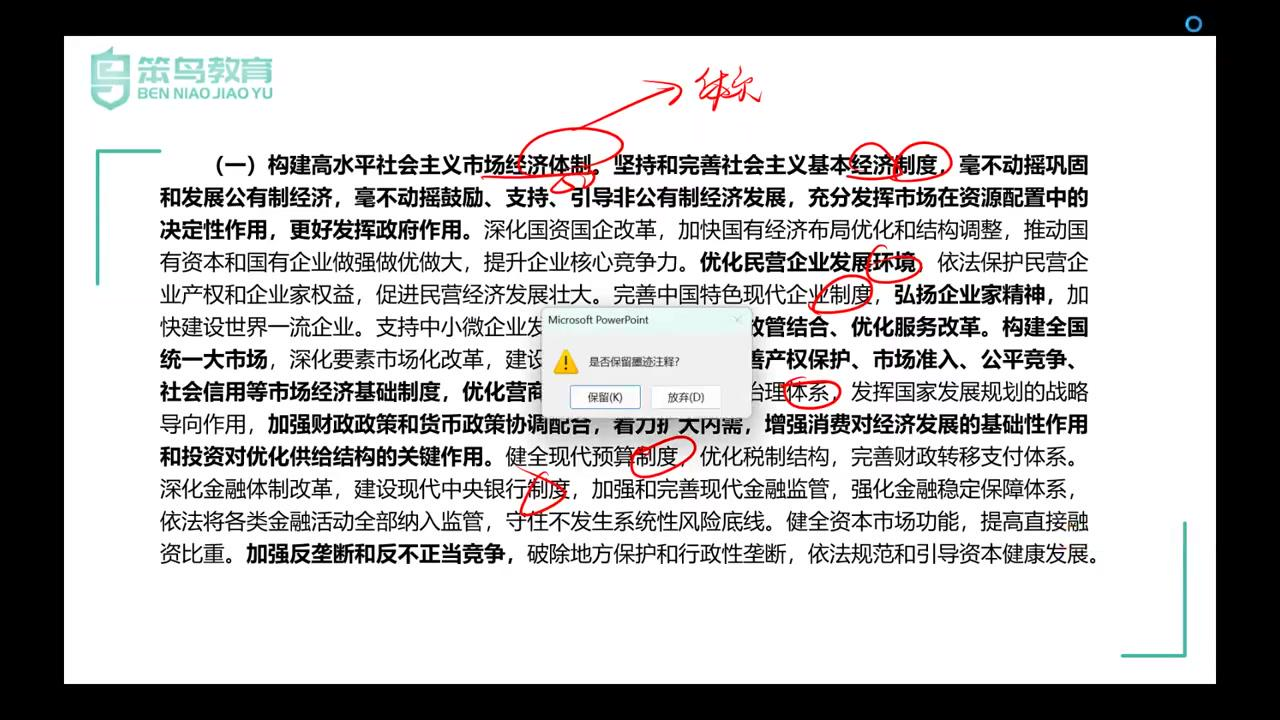 笨鸟教育
BEN NIAO JIAO YU
体系
（一）构建高水平社会主义市场经济体制。坚持和完善社会主义基本经济制度，毫不动摇巩固
和发展公有制经济，毫不动摇鼓励、支持、引导非公有制经济发展，充分发挥市场在资源配置中的
决定性作用，更好发挥政府作用。深化国资国企改革，加快国有经济布局优化和结构调整，推动国
有资本和国有企业做强做优做大，提升企业核心竞争力。优化民营企业发展环境，依法保护民营企
业产权和企业家权益，促进民营经济发展壮大。完善中国特色现代企业制度，弘扬企业家精神，加
快建设世界一流企业。支持中小微企业发 放管结合、优化服务改革。构建全国
Microsoft PowerPoint
统一大市场，深化要素市场化改革，建设 善产权保护、市场准入、公平竞争、
是否保留墨迹注释?
社会信用等市场经济基础制度，优化营商 治理体系，发挥国家发展规划的战略
保留(K) 放弃(D)
导向作用，加强财政政策和货币政策协调配合，着力扩大内需，增强消费对经济发展的基础性作用
和投资对优化供给结构的关键作用。健全现代预算制度，优化税制结构，完善财政转移支付体系。
深化金融体制改革，建设现代中央银行制度，加强和完善现代金融监管，强化金融稳定保障体系，
依法将各类金融活动全部纳入监管，守住不发生系统性风险底线。健全资本市场功能，提高直接融
资比重。加强反垄断和反不正当竞争，破除地方保护和行政性垄断，依法规范和引导资本健康发展。